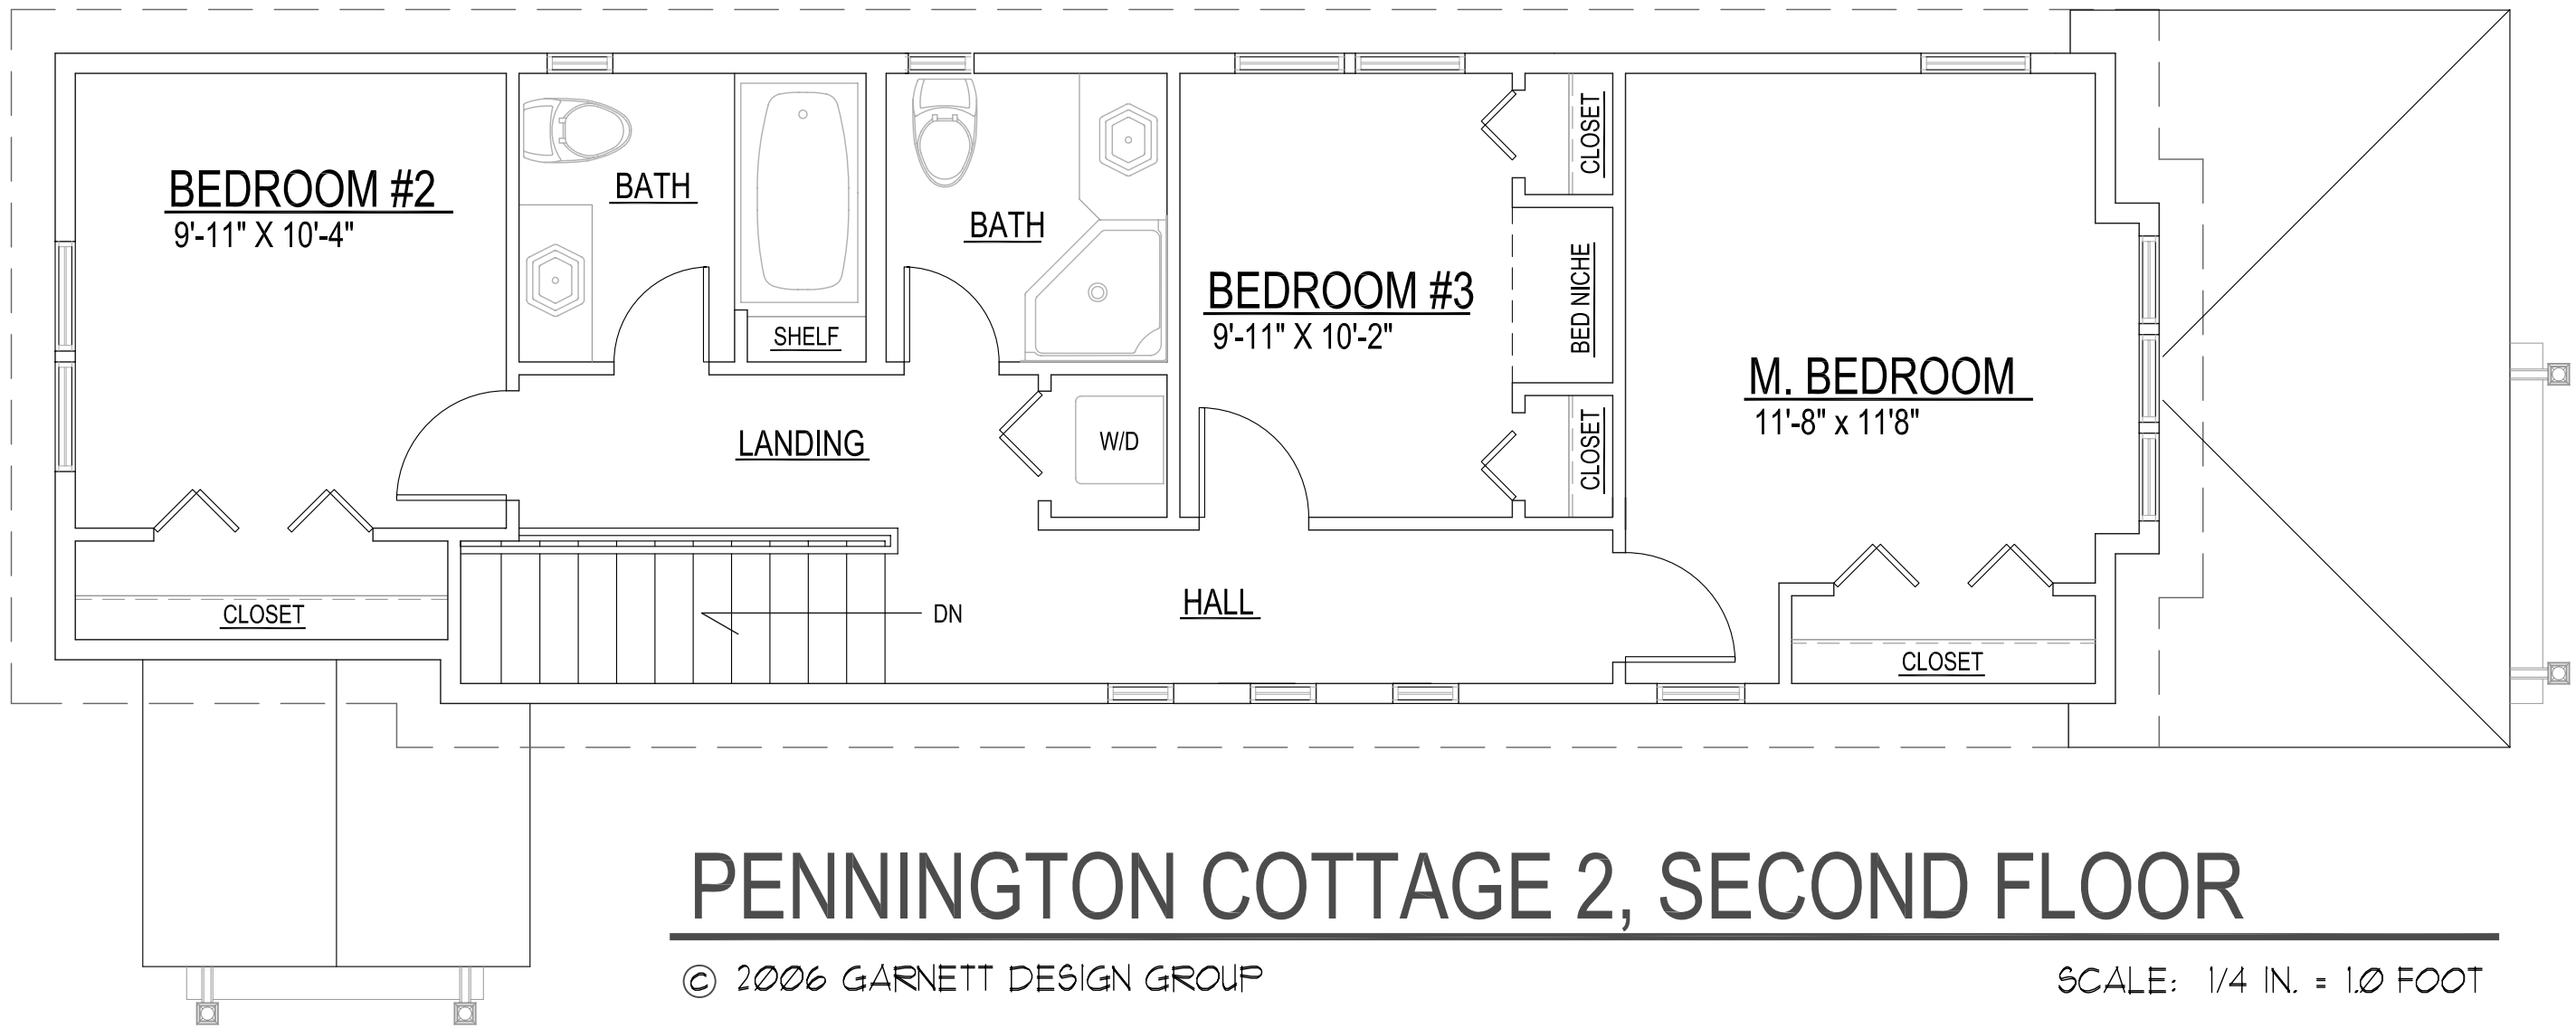 BEDROOM #2
9'-11" X 10'-4"
CLOSET
BATH
SHELF
BATH
LANDING
W/D
DN
HALL
BEDROOM #3
9'-11" X 10'-2"
CLOSET
BED NICHE
CLOSET
M. BEDROOM
11'-8" x 11'8"
CLOSET
PENNINGTON COTTAGE 2, SECOND FLOOR
© 2006 GARNETT DESIGN GROUP
SCALE: 1/4 IN. = 1.0 FOOT